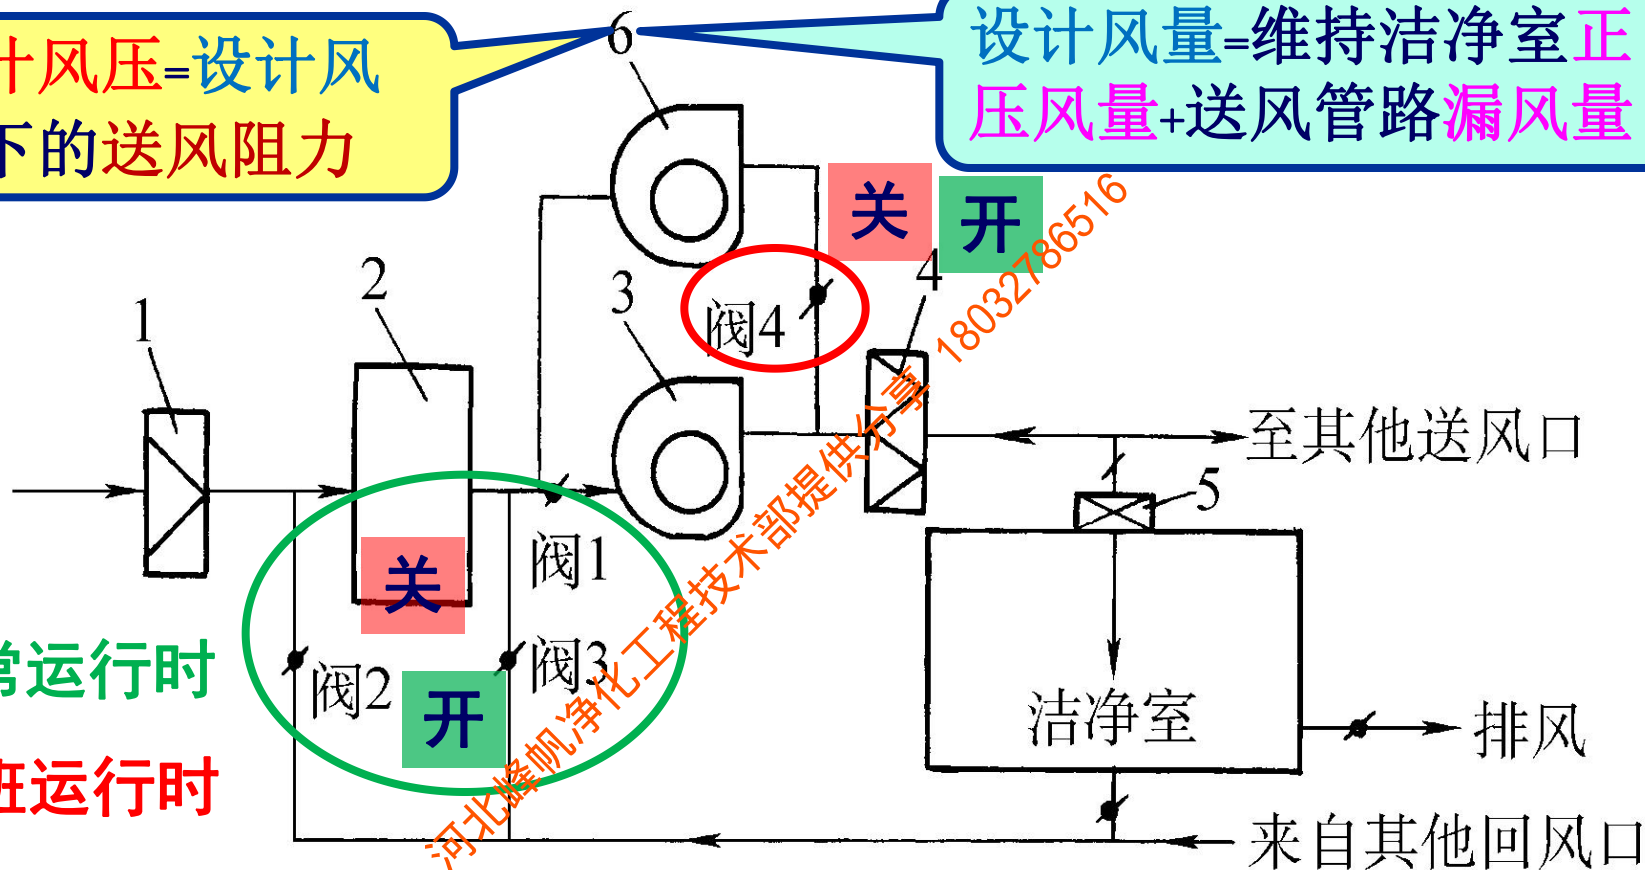 计风压=设计风
下的送风阻力
设计风量=维持洁净室正
压风量+送风管路漏风量
6
关
开
4
2
3
1
阀4
至其他送风口
5
阀1
关
常运行时
阀2
阀3
开
洁净室
排风
班运行时
来自其他回风口
河北峰帆净化工程技术部提供分享 18032786516